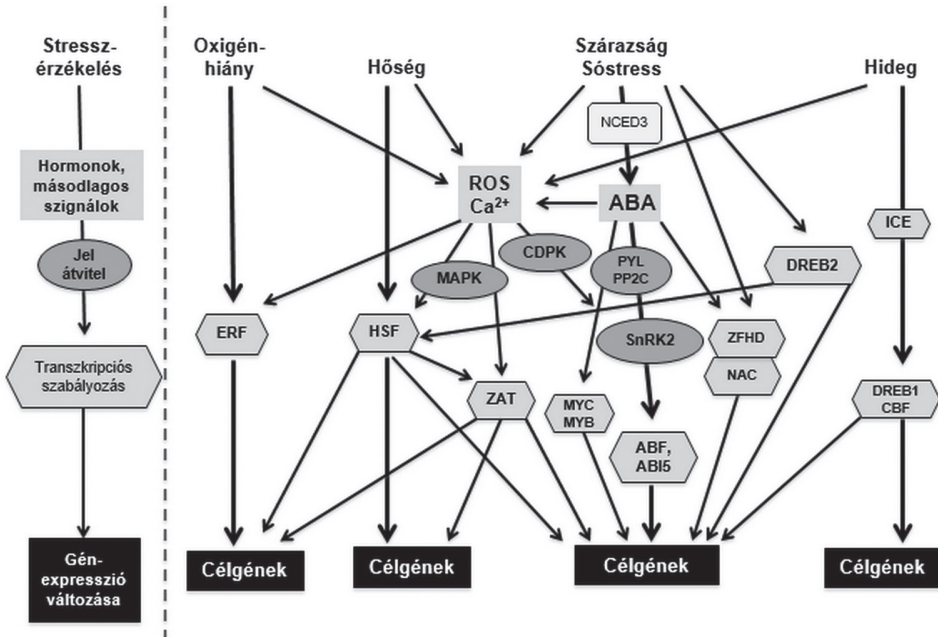 Stressz-
érzékelés
Hormonok,
másodlagos
szignálok
Jel
átvitel
Transzkripciós
szabályozás
Gén-
expresszió
változása
Oxigén-
hiány
Hőség
Szárazság
Sóstress
Hideg
NCED3
ROS
Ca²⁺
ABA
ICE
MAPK
CDPK
PYL
PP2C
DREB2
ERF
HSF
SnRK2
ZFHD
NAC
ZAT
MYC
MYB
ABF,
ABI5
DREB1
CBF
Célgének
Célgének
Célgének
Célgének